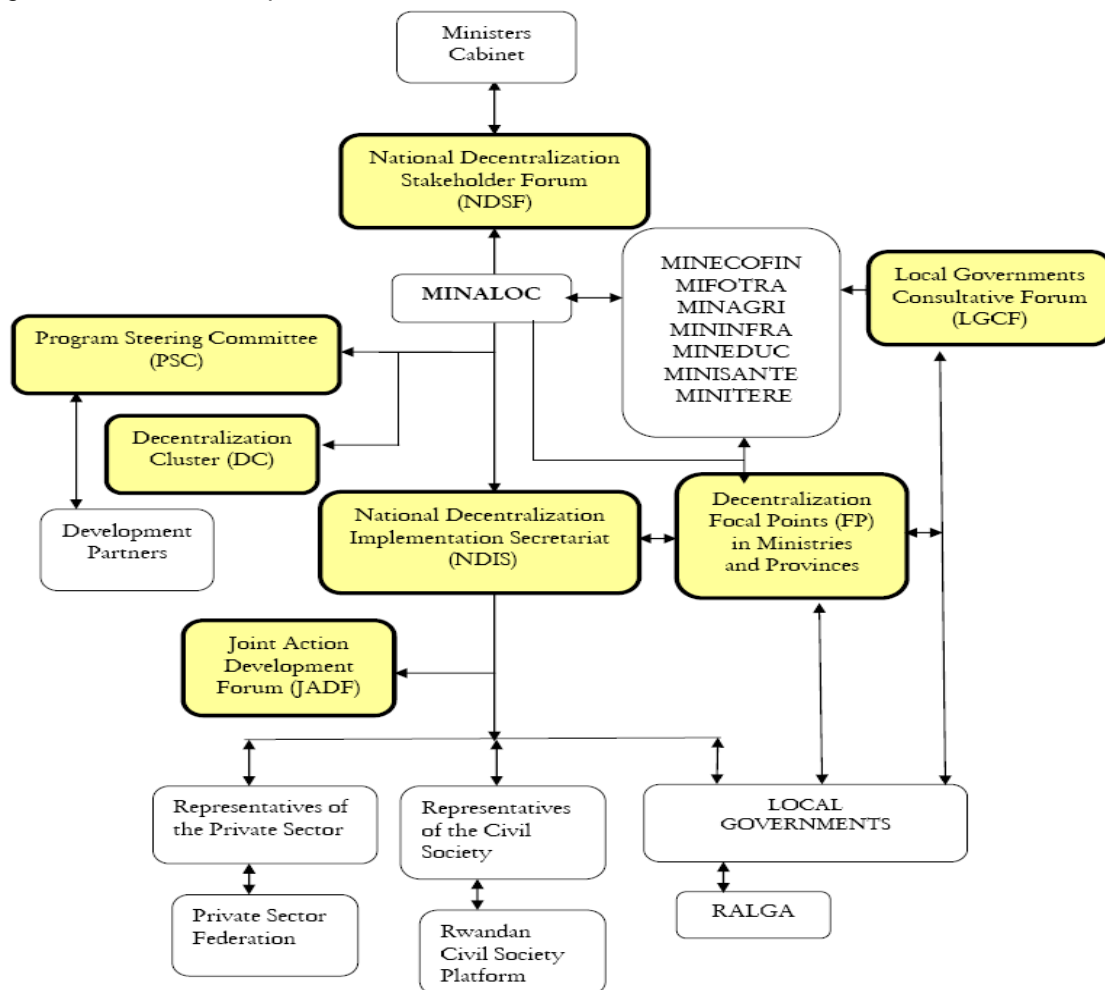 Ministers
Cabinet
National Decentralization
Stakeholder Forum
(NDSF)
MINALOC
MINECOFIN
MIFOTRA
MINAGRI
MININFRA
MINEDUC
MINISANTE
MINITERE
Local Governments
Consultative Forum
(LGCF)
Program Steering Committee
(PSC)
Decentralization
Cluster (DC)
Development
Partners
National Decentralization
Implementation Secretariat
(NDIS)
Decentralization
Focal Points (FP)
in Ministries
and Provinces
Joint Action
Development
Forum (JADF)
Representatives of
the Private Sector
Representatives
of the Civil
Society
LOCAL
GOVERNMENTS
Private Sector
Federation
Rwandan
Civil Society
Platform
RALGA